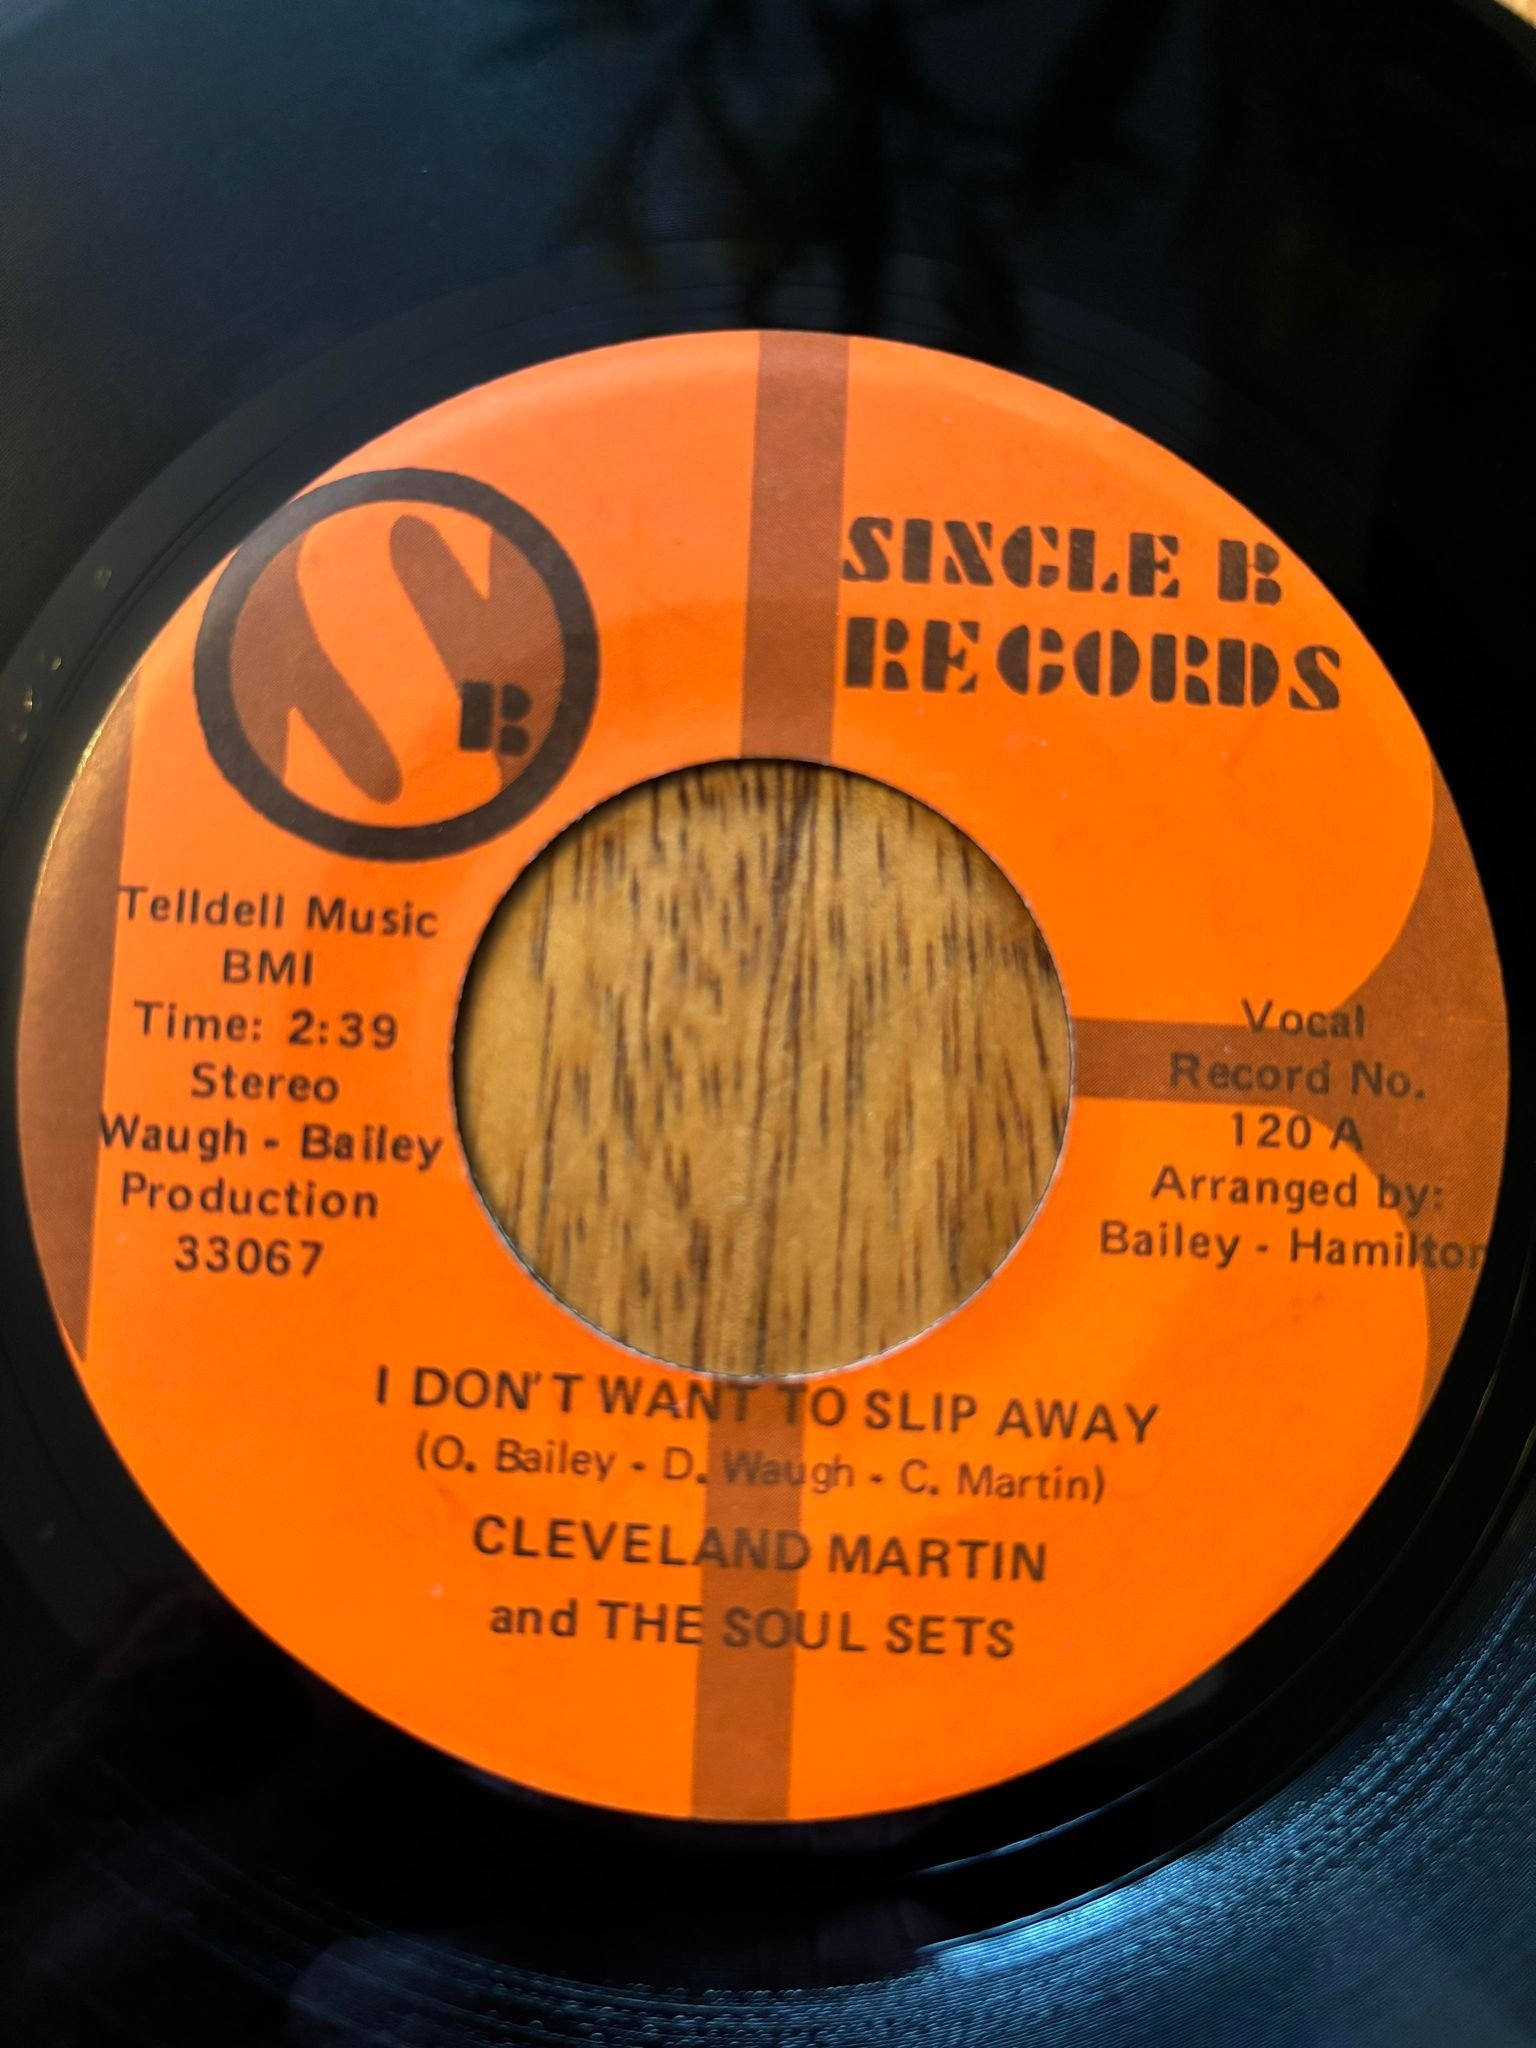 SINGLE B
RECORDS
S
B
Telldell Music
BMI
Time: 2:39
Stereo
Waugh - Bailey
Production
33067
Vocal
Record No.
120 A
Arranged by:
Bailey - Hamilton
I DON'T WANT TO SLIP AWAY
(O. Bailey - D. Waugh - C. Martin)
CLEVELAND MARTIN
and THE SOUL SETS